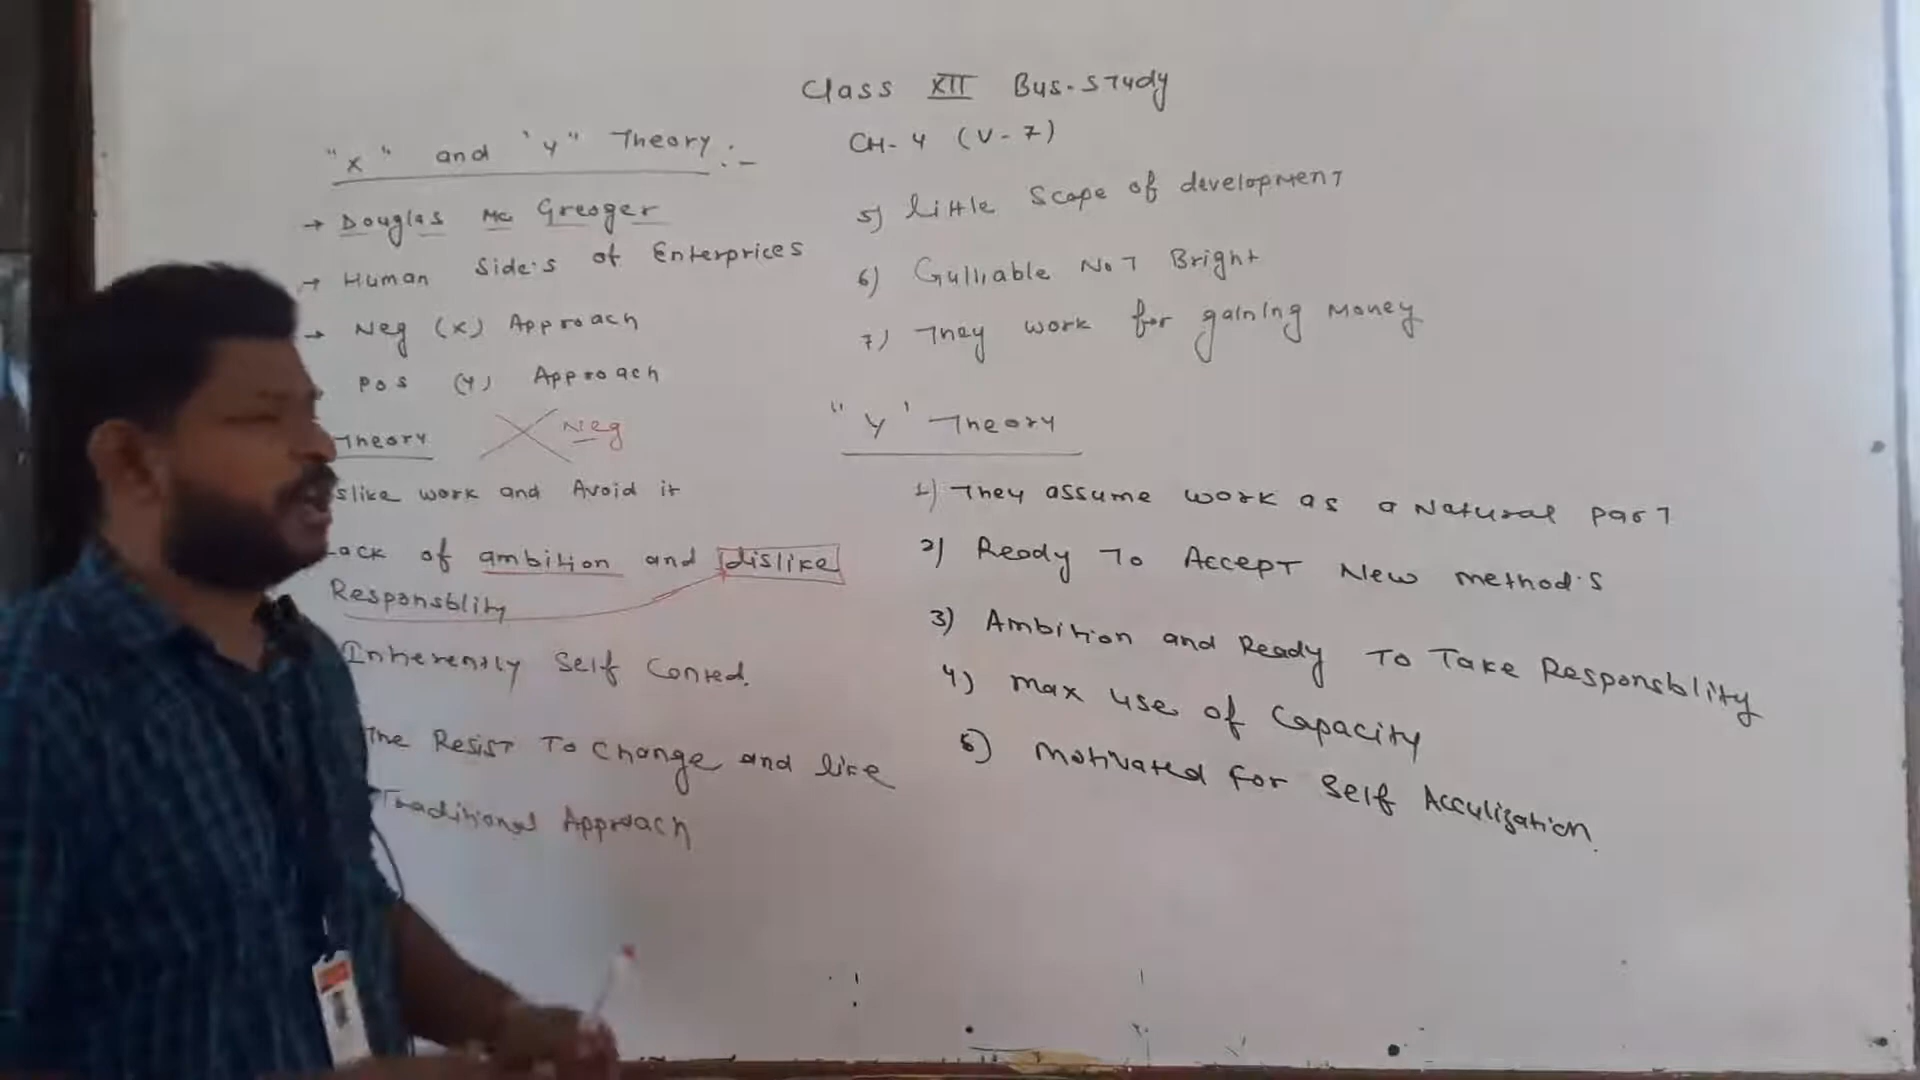 Class XII Bus. Study
CH-4 (V-7)
"X" and 'Y" Theory :-
→ Douglas Mc Greoger
→ Human Side's of Enterprices
→ Neg (X) Approach
Pos (Y) Approach
Theory Neg
slike work and Avoid it
Lack of ambition and dislike
Responsblity
Inherently Self Conted.
The Resist To Change and like
Traditional Approach
5) little Scope of development
6) Gulliable Not Bright
7) They work for gaining Money
"Y' Theory
1) They assume work as a Natural part
2) Ready To Accept New method's
3) Ambition and Ready To Take Responsblity
4) Max use of Capacity
5) Motivated for Self Acculization.